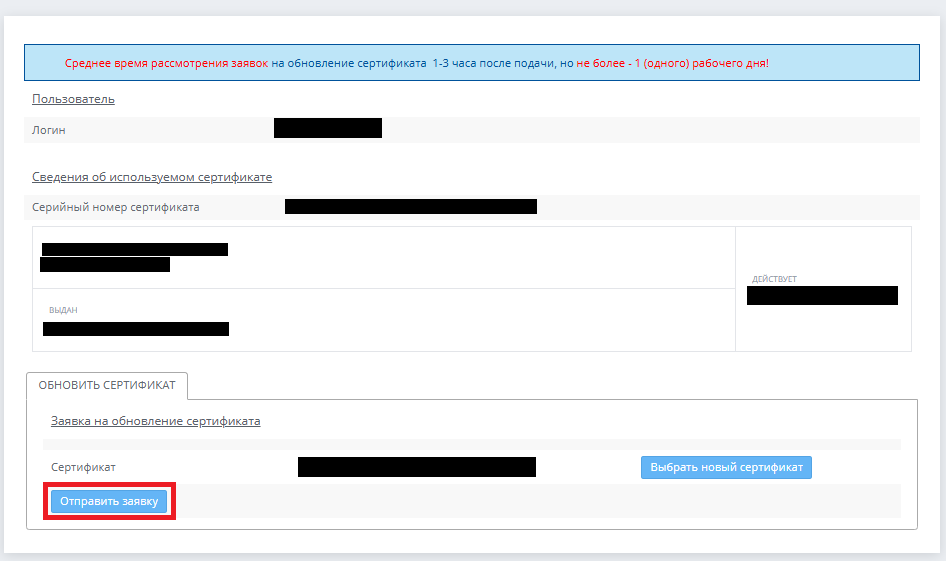 Среднее время рассмотрения заявок на обновление сертификата 1-3 часа после подачи, но не более - 1 (одного) рабочего дня!
Пользователь
Логин
Сведения об используемом сертификате
Серийный номер сертификата
ДЕЙСТВУЕТ
ВЫДАН
ОБНОВИТЬ СЕРТИФИКАТ
Заявка на обновление сертификата
Сертификат
Выбрать новый сертификат
Отправить заявку